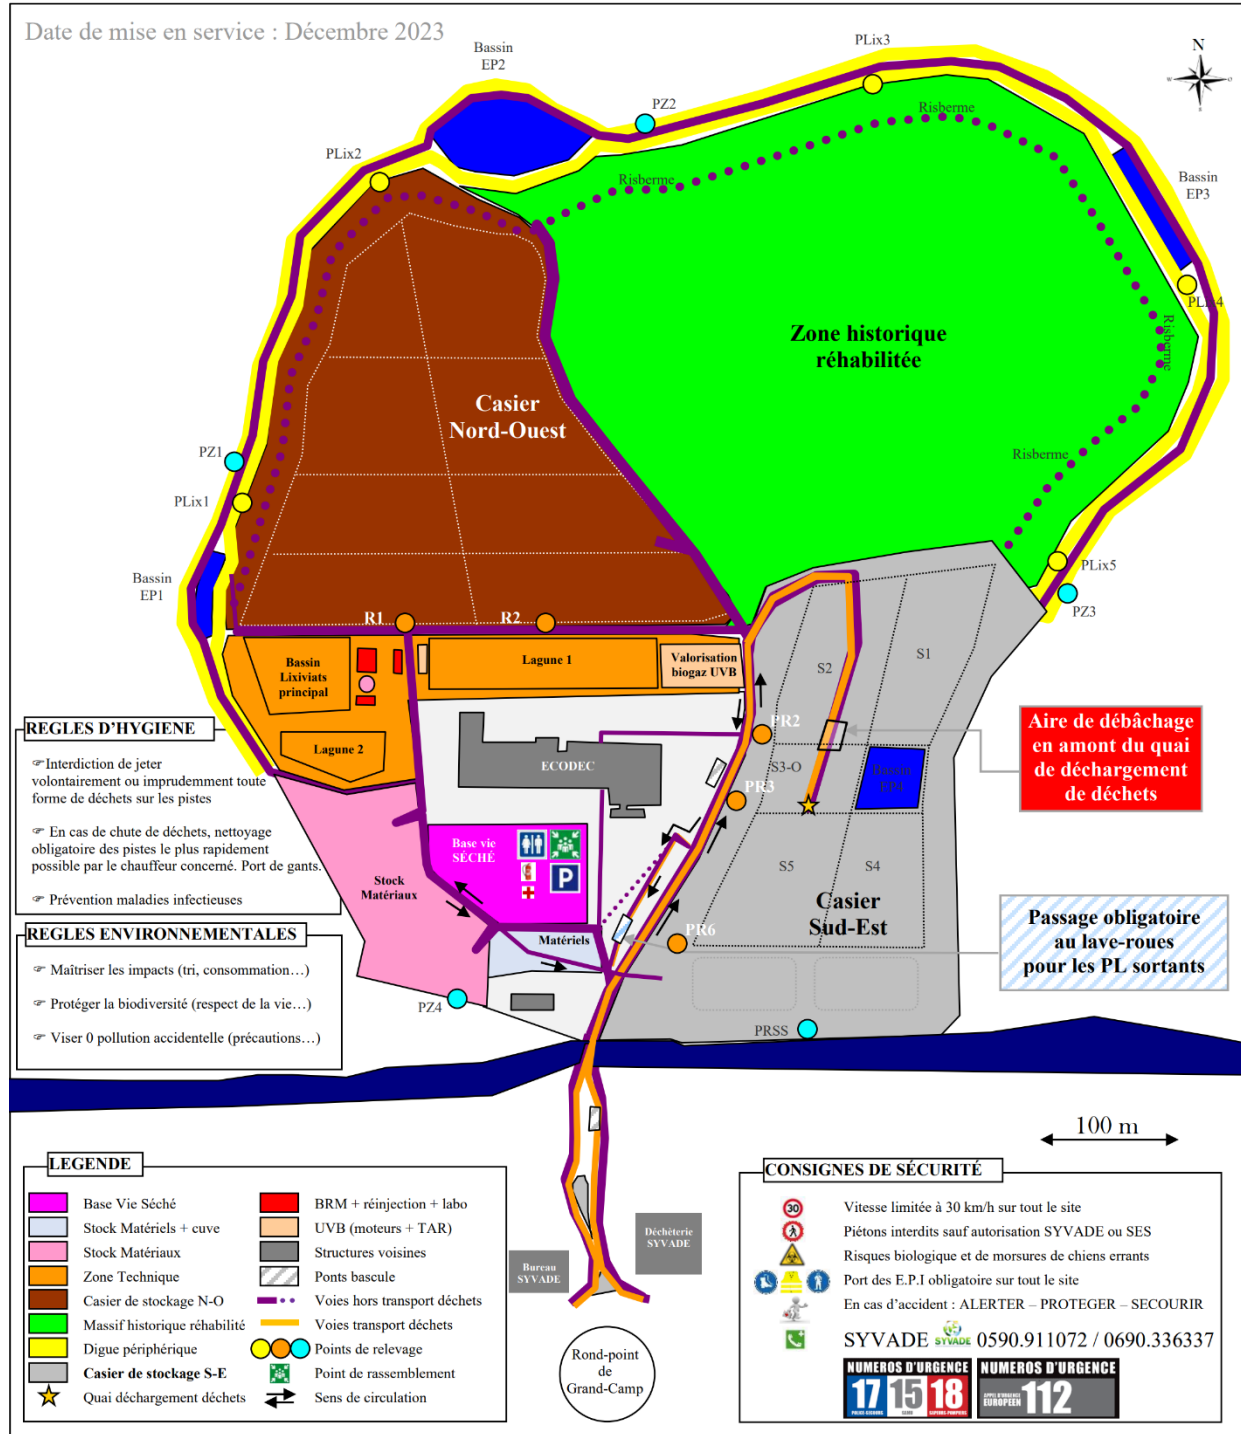 Date de mise en service : Décembre 2023
Bassin
EP2
PLix3
N
PZ2
Risberme
PLix2
Risberme
Bassin
EP3
PLix4
Risberme
Zone historique
réhabilitée
Casier
Nord-Ouest
Risberme
PZ1
PLix1
Bassin
EP1
PLix5
PZ3
R1
R2
Bassin
Lixiviats
principal
Lagune 1
Valorisation
biogaz UVB
S1
S2
Lagune 2
PR2
ECODEC
S3-O
Bassin
EP4
PR3
Aire de débâchage
en amont du quai
de déchargement
de déchets
REGLES D'HYGIENE
☞Interdiction de jeter
volontairement ou imprudemment toute
forme de déchets sur les pistes
☞ En cas de chute de déchets, nettoyage
obligatoire des pistes le plus rapidement
possible par le chauffeur concerné. Port de gants.
☞ Prévention maladies infectieuses
Base vie
SÉCHÉ
P
S5
S4
Stock
Matériaux
Casier
Sud-Est
Passage obligatoire
au lave-roues
pour les PL sortants
REGLES ENVIRONMENTALES
☞ Maîtriser les impacts (tri, consommation…)
☞ Protéger la biodiversité (respect de la vie…)
☞ Viser 0 pollution accidentelle (précautions…)
Matériels
PR6
PZ4
PRSS
100 m
LEGENDE
Base Vie Séché
Stock Matériels + cuve
Stock Matériaux
Zone Technique
Casier de stockage N-O
Massif historique réhabilité
Digue périphérique
Casier de stockage S-E
Quai déchargement déchets
BRM + réinjection + labo
UVB (moteurs + TAR)
Structures voisines
Ponts bascule
Voies hors transport déchets
Voies transport déchets
Points de relevage
Point de rassemblement
Sens de circulation
Bureau
SYVADE
Déchèterie
SYVADE
Rond-point
de
Grand-Camp
CONSIGNES DE SÉCURITÉ
30
Vitesse limitée à 30 km/h sur tout le site
Piétons interdits sauf autorisation SYVADE ou SES
Risques biologique et de morsures de chiens errants
Port des E.P.I obligatoire sur tout le site
En cas d'accident : ALERTER – PROTEGER – SECOURIR
SYVADE SYVADE 0590.911072 / 0690.336337
NUMEROS D'URGENCE
17 15 18
POLICE-SECOURS SAMU SAPEURS-POMPIERS
NUMEROS D'URGENCE
APPEL D'URGENCE
EUROPEEN
112